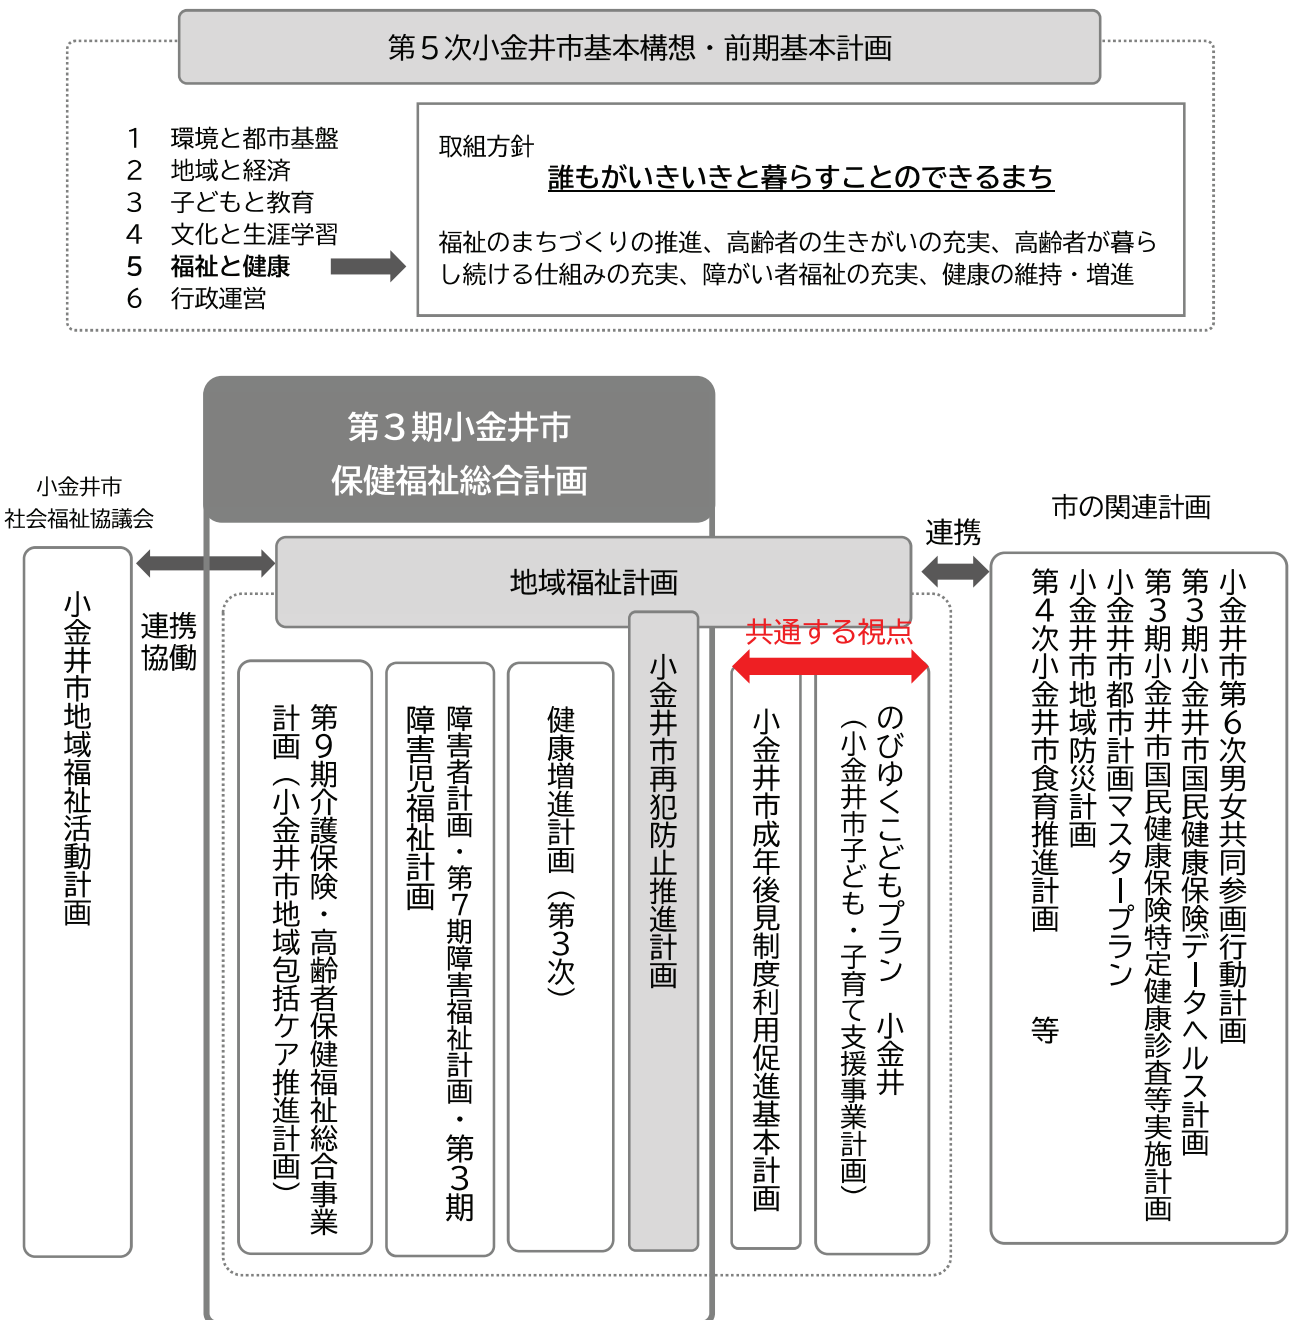 第５次小金井市基本構想・前期基本計画
1　環境と都市基盤
2　地域と経済
3　子どもと教育
4　文化と生涯学習
5　福祉と健康
6　行政運営
取組方針
誰もがいきいきと暮らすことのできるまち
福祉のまちづくりの推進、高齢者の生きがいの充実、高齢者が暮ら
し続ける仕組みの充実、障がい者福祉の充実、健康の維持・増進
第３期小金井市
保健福祉総合計画
小金井市
社会福祉協議会
小金井市地域福祉活動計画
連携
協働
地域福祉計画
連携
市の関連計画
共通する視点
第９期介護保険・高齢者保健福祉総合事業
計画（小金井市地域包括ケア推進計画）
障害者計画・第７期障害福祉計画・第３期
障害児福祉計画
健康増進計画（第３次）
小金井市再犯防止推進計画
小金井市成年後見制度利用促進基本計画
のびゆくこどもプラン　小金井
（小金井市子ども・子育て支援事業計画）
小金井市第６次男女共同参画行動計画
第３期小金井市国民健康保険データヘルス計画
第３期小金井市国民健康保険特定健康診査等実施計画
小金井市都市計画マスタープラン
小金井市地域防災計画
第４次小金井市食育推進計画　　　等